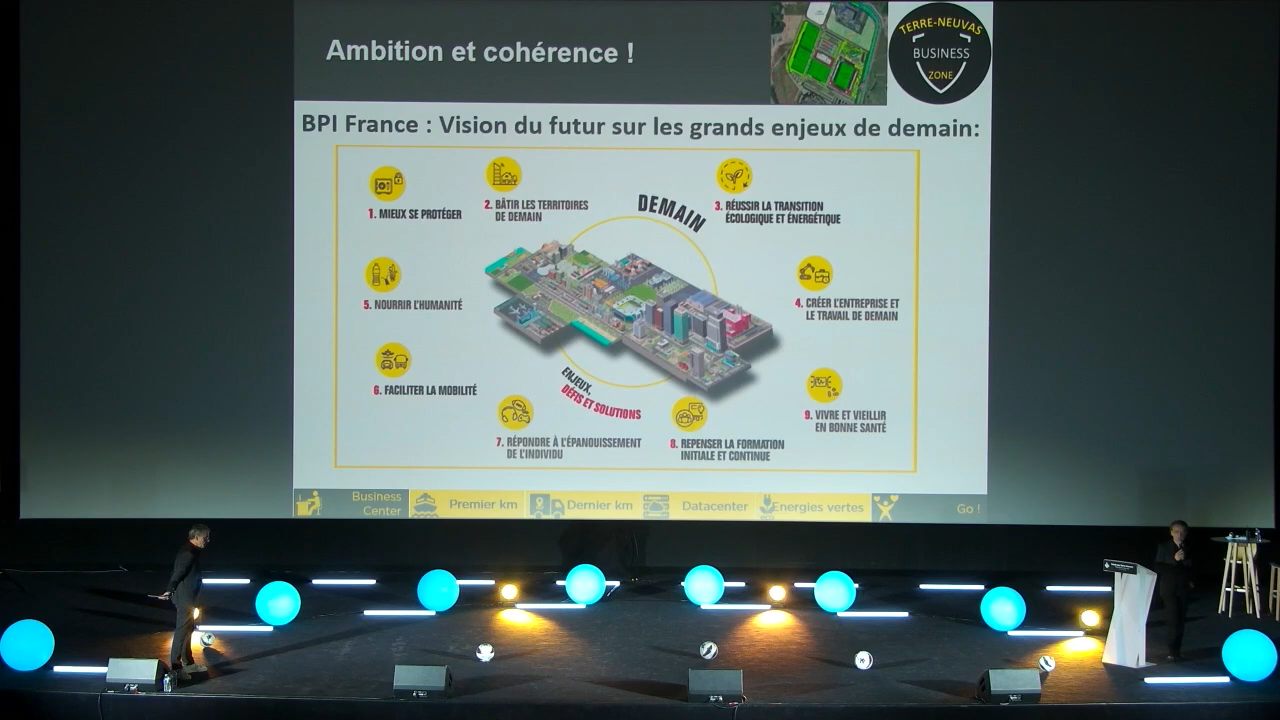 Ambition et cohérence !
TERRE-NEUVAS
BUSINESS
ZONE
BPI France : Vision du futur sur les grands enjeux de demain:
1. MIEUX SE PROTÉGER
2. BÂTIR LES TERRITOIRES
DE DEMAIN
DEMAIN
3. RÉUSSIR LA TRANSITION
ÉCOLOGIQUE ET ÉNERGÉTIQUE
5. NOURRIR L'HUMANITÉ
4. CRÉER L'ENTREPRISE ET
LE TRAVAIL DE DEMAIN
6. FACILITER LA MOBILITÉ
ENJEUX,
DÉFIS ET SOLUTIONS
7. RÉPONDRE À L'ÉPANOUISSEMENT
DE L'INDIVIDU
8. REPENSER LA FORMATION
INITIALE ET CONTINUE
9. VIVRE ET VIEILLIR
EN BONNE SANTÉ
Business
Center
Premier km
Dernier km
Datacenter
Energies vertes
Go !